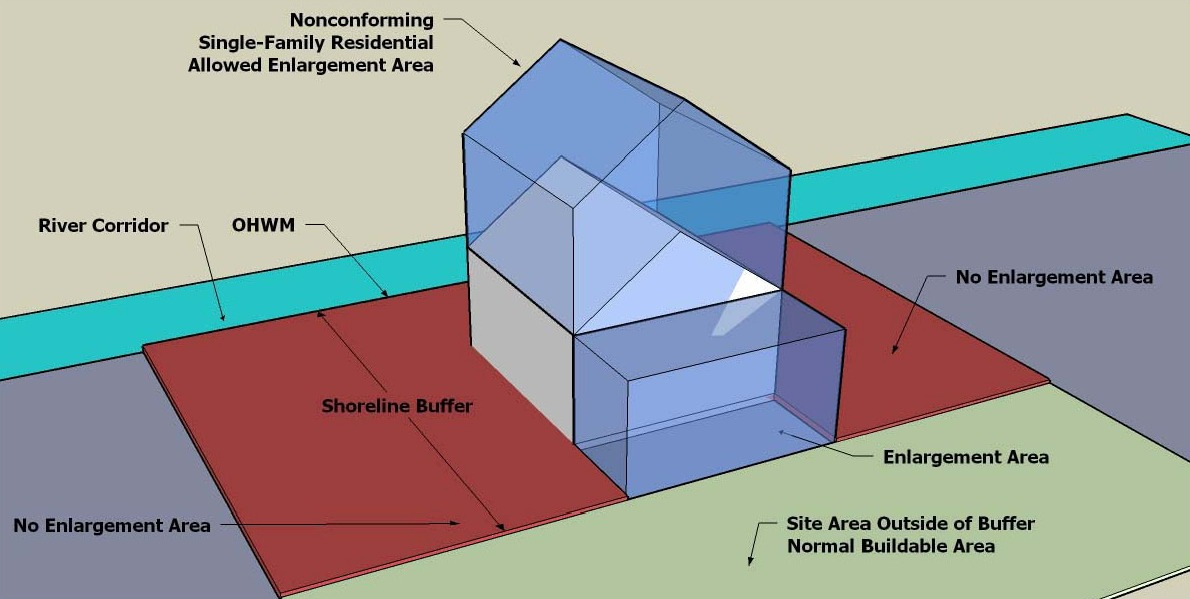 Nonconforming
Single-Family Residential
Allowed Enlargement Area
River Corridor
OHWM
No Enlargement Area
Shoreline Buffer
Enlargement Area
No Enlargement Area
Site Area Outside of Buffer
Normal Buildable Area